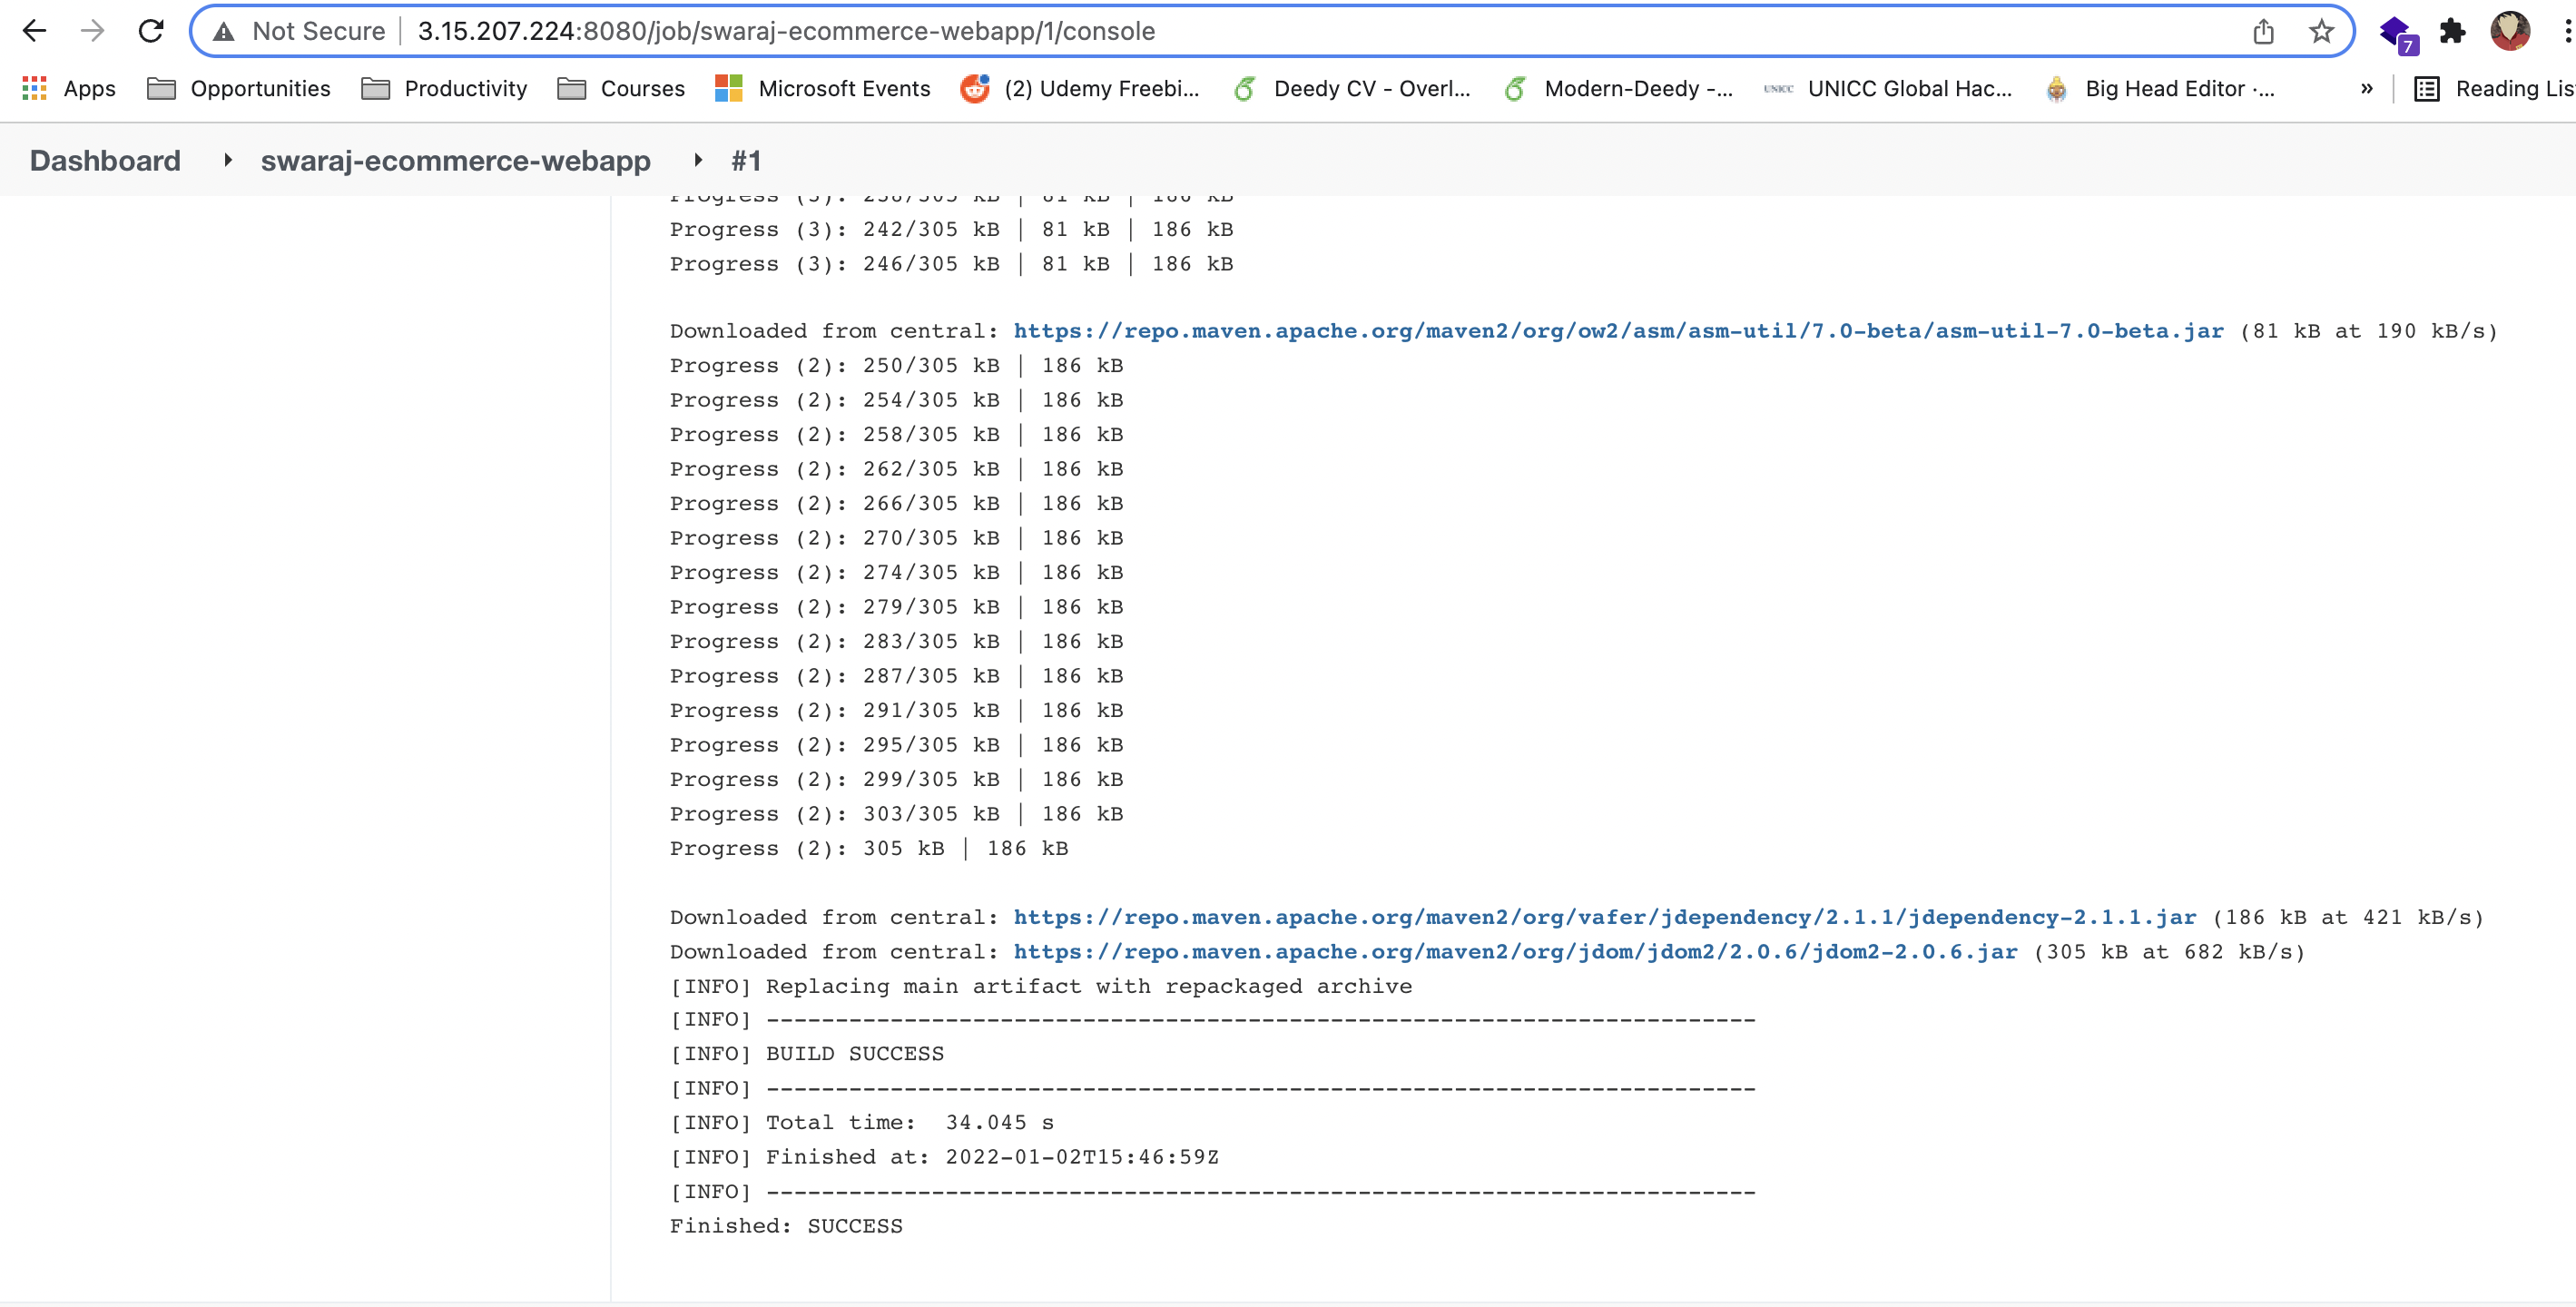 Not Secure | 3.15.207.224:8080/job/swaraj-ecommerce-webapp/1/console
7
Apps Opportunities Productivity Courses Microsoft Events (2) Udemy Freebi... Deedy CV - Overl... Modern-Deedy -... UNICC UNICC Global Hac... Big Head Editor ·... » Reading Lis
Dashboard swaraj-ecommerce-webapp #1
Progress (3): 238/305 kB | 81 kB | 186 kB
Progress (3): 242/305 kB | 81 kB | 186 kB
Progress (3): 246/305 kB | 81 kB | 186 kB
Downloaded from central: https://repo.maven.apache.org/maven2/org/ow2/asm/asm-util/7.0-beta/asm-util-7.0-beta.jar (81 kB at 190 kB/s)
Progress (2): 250/305 kB | 186 kB
Progress (2): 254/305 kB | 186 kB
Progress (2): 258/305 kB | 186 kB
Progress (2): 262/305 kB | 186 kB
Progress (2): 266/305 kB | 186 kB
Progress (2): 270/305 kB | 186 kB
Progress (2): 274/305 kB | 186 kB
Progress (2): 279/305 kB | 186 kB
Progress (2): 283/305 kB | 186 kB
Progress (2): 287/305 kB | 186 kB
Progress (2): 291/305 kB | 186 kB
Progress (2): 295/305 kB | 186 kB
Progress (2): 299/305 kB | 186 kB
Progress (2): 303/305 kB | 186 kB
Progress (2): 305 kB | 186 kB
Downloaded from central: https://repo.maven.apache.org/maven2/org/vafer/jdependency/2.1.1/jdependency-2.1.1.jar (186 kB at 421 kB/s)
Downloaded from central: https://repo.maven.apache.org/maven2/org/jdom/jdom2/2.0.6/jdom2-2.0.6.jar (305 kB at 682 kB/s)
[INFO] Replacing main artifact with repackaged archive
[INFO] ------------------------------------------------------------------------
[INFO] BUILD SUCCESS
[INFO] ------------------------------------------------------------------------
[INFO] Total time:  34.045 s
[INFO] Finished at: 2022-01-02T15:46:59Z
[INFO] ------------------------------------------------------------------------
Finished: SUCCESS